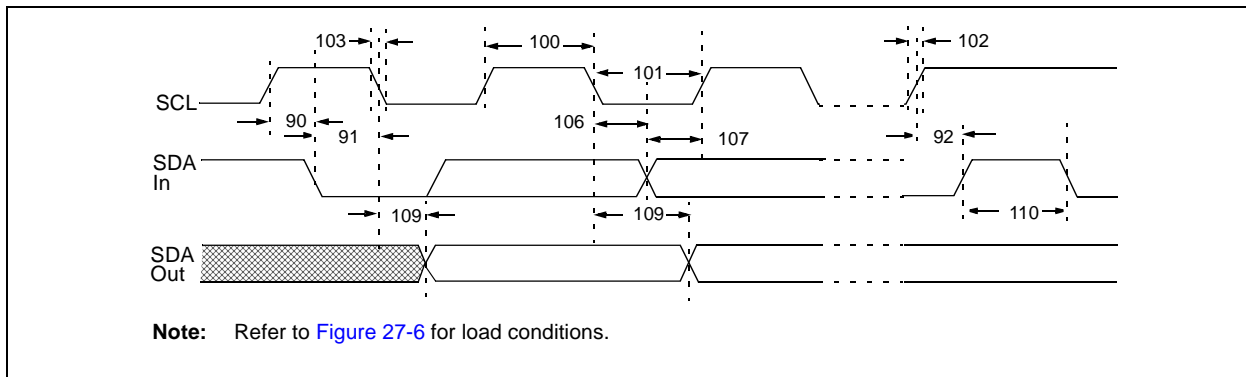 103
100
102
101
SCL
90
91
106
107
92
SDA
In
109
109
110
SDA
Out
Note: Refer to Figure 27-6 for load conditions.